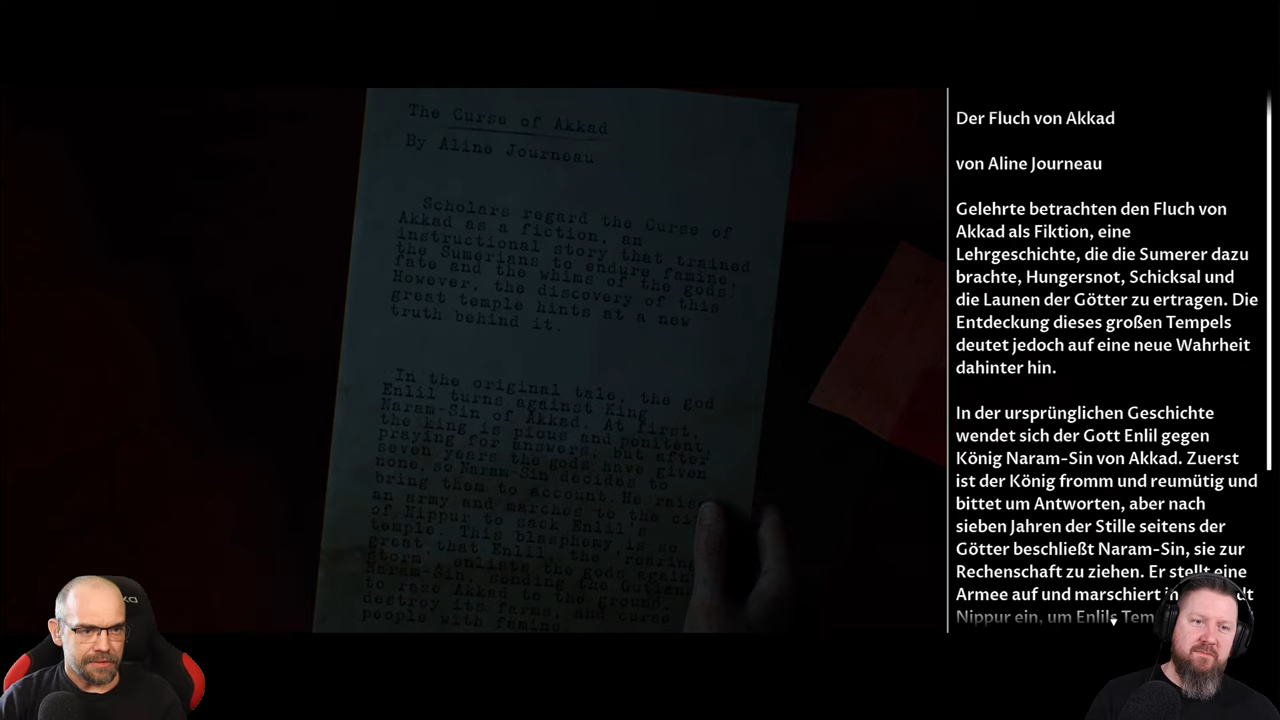 The Curse of Akkad
By Aline Journeau
Scholars regard the Curse of
Akkad as a fiction, an
instructional story that trained
the Sumerians to endure famine,
fate and the whims of the gods.
However, the discovery of this
great temple hints at a new
truth behind it.
In the original tale, the god
Enlil turns against King
Naram-Sin of Akkad. At first,
the king is pious and penitent,
praying for answers, but after
seven years the gods have given
none, so Naram-Sin decides to
bring them to account. He raises
an army and marches to the
of Nippur to sack Enlil's
temple. This blasphemy is so
great that Enlil, the roaring
storm, enlists the gods
Naram-Sin, sending the
to raze Akkad to the ground,
destroy its farms, and curse
people with famine
Der Fluch von Akkad
von Aline Journeau
Gelehrte betrachten den Fluch von
Akkad als Fiktion, eine
Lehrgeschichte, die die Sumerer dazu
brachte, Hungersnot, Schicksal und
die Launen der Götter zu ertragen. Die
Entdeckung dieses großen Tempels
deutet jedoch auf eine neue Wahrheit
dahinter hin.
In der ursprünglichen Geschichte
wendet sich der Gott Enlil gegen
König Naram-Sin von Akkad. Zuerst
ist der König fromm und reumütig und
bittet um Antworten, aber nach
sieben Jahren der Stille seitens der
Götter beschließt Naram-Sin, sie zur
Rechenschaft zu ziehen. Er stellt eine
Armee auf und marschiert
Nippur ein, um Enlils